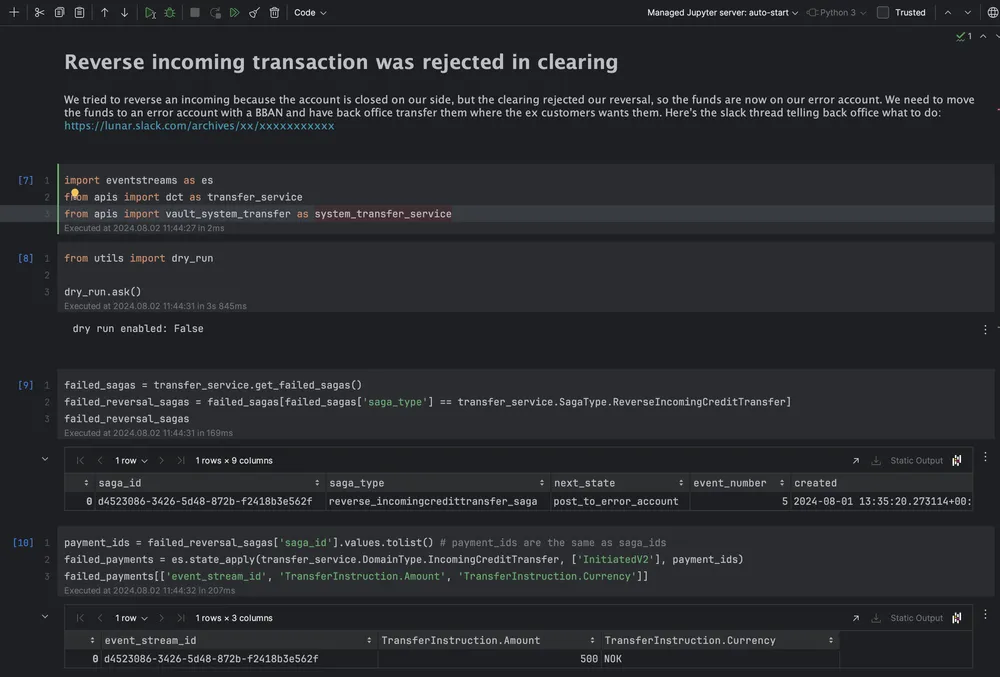 Code
Managed Jupyter server: auto-start
Python 3
Trusted
1
Reverse incoming transaction was rejected in clearing
We tried to reverse an incoming because the account is closed on our side, but the clearing rejected our reversal, so the funds are now on our error account. We need to move
the funds to an error account with a BBAN and have back office transfer them where the ex customers wants them. Here's the slack thread telling back office what to do:
https://lunar.slack.com/archives/xx/xxxxxxxxxxx
[7] 1 import eventstreams as es
2 from apis import dct as transfer_service
3 from apis import vault_system_transfer as system_transfer_service
Executed at 2024.08.02 11:44:27 in 2ms
[8] 1 from utils import dry_run
2
3 dry_run.ask()
Executed at 2024.08.02 11:44:31 in 3s 845ms
dry run enabled: False
[9] 1 failed_sagas = transfer_service.get_failed_sagas()
2 failed_reversal_sagas = failed_sagas[failed_sagas['saga_type'] == transfer_service.SagaType.ReverseIncomingCreditTransfer]
3 failed_reversal_sagas
Executed at 2024.08.02 11:44:31 in 169ms
1 row 1 rows × 9 columns Static Output
saga_id saga_type next_state event_number created
0 d4523086-3426-5d48-872b-f2418b3e562f reverse_incomingcredittransfer_saga post_to_error_account 5 2024-08-01 13:35:20.273114+00:
[10] 1 payment_ids = failed_reversal_sagas['saga_id'].values.tolist() # payment_ids are the same as saga_ids
2 failed_payments = es.state_apply(transfer_service.DomainType.IncomingCreditTransfer, ['InitiatedV2'], payment_ids)
3 failed_payments[['event_stream_id', 'TransferInstruction.Amount', 'TransferInstruction.Currency']]
Executed at 2024.08.02 11:44:32 in 207ms
1 row 1 rows × 3 columns Static Output
event_stream_id TransferInstruction.Amount TransferInstruction.Currency
0 d4523086-3426-5d48-872b-f2418b3e562f 500 NOK